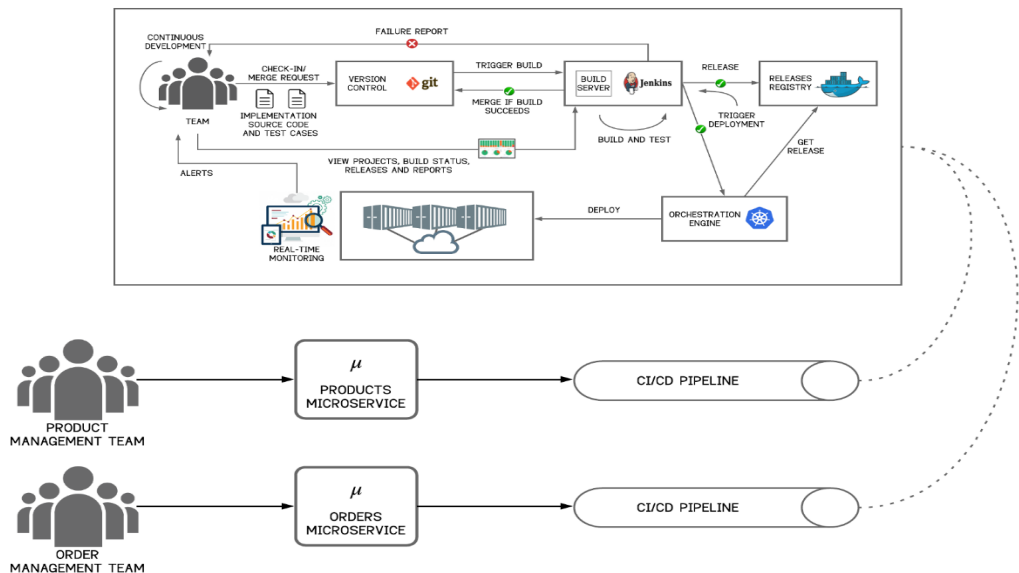 FAILURE REPORT
CONTINUOUS
DEVELOPMENT
CHECK-IN/
MERGE REQUEST
TEAM
IMPLEMENTATION
SOURCE CODE
AND TEST CASES
VERSION
CONTROL
git
TRIGGER BUILD
MERGE IF BUILD
SUCCEEDS
BUILD
SERVER
Jenkins
BUILD AND TEST
RELEASE
TRIGGER
DEPLOYMENT
RELEASES
REGISTRY
GET
RELEASE
VIEW PROJECTS, BUILD STATUS,
RELEASES AND REPORTS
ALERTS
REAL-TIME
MONITORING
DEPLOY
ORCHESTRATION
ENGINE
PRODUCT
MANAGEMENT TEAM
μ
PRODUCTS
MICROSERVICE
CI/CD PIPELINE
ORDER
MANAGEMENT TEAM
μ
ORDERS
MICROSERVICE
CI/CD PIPELINE